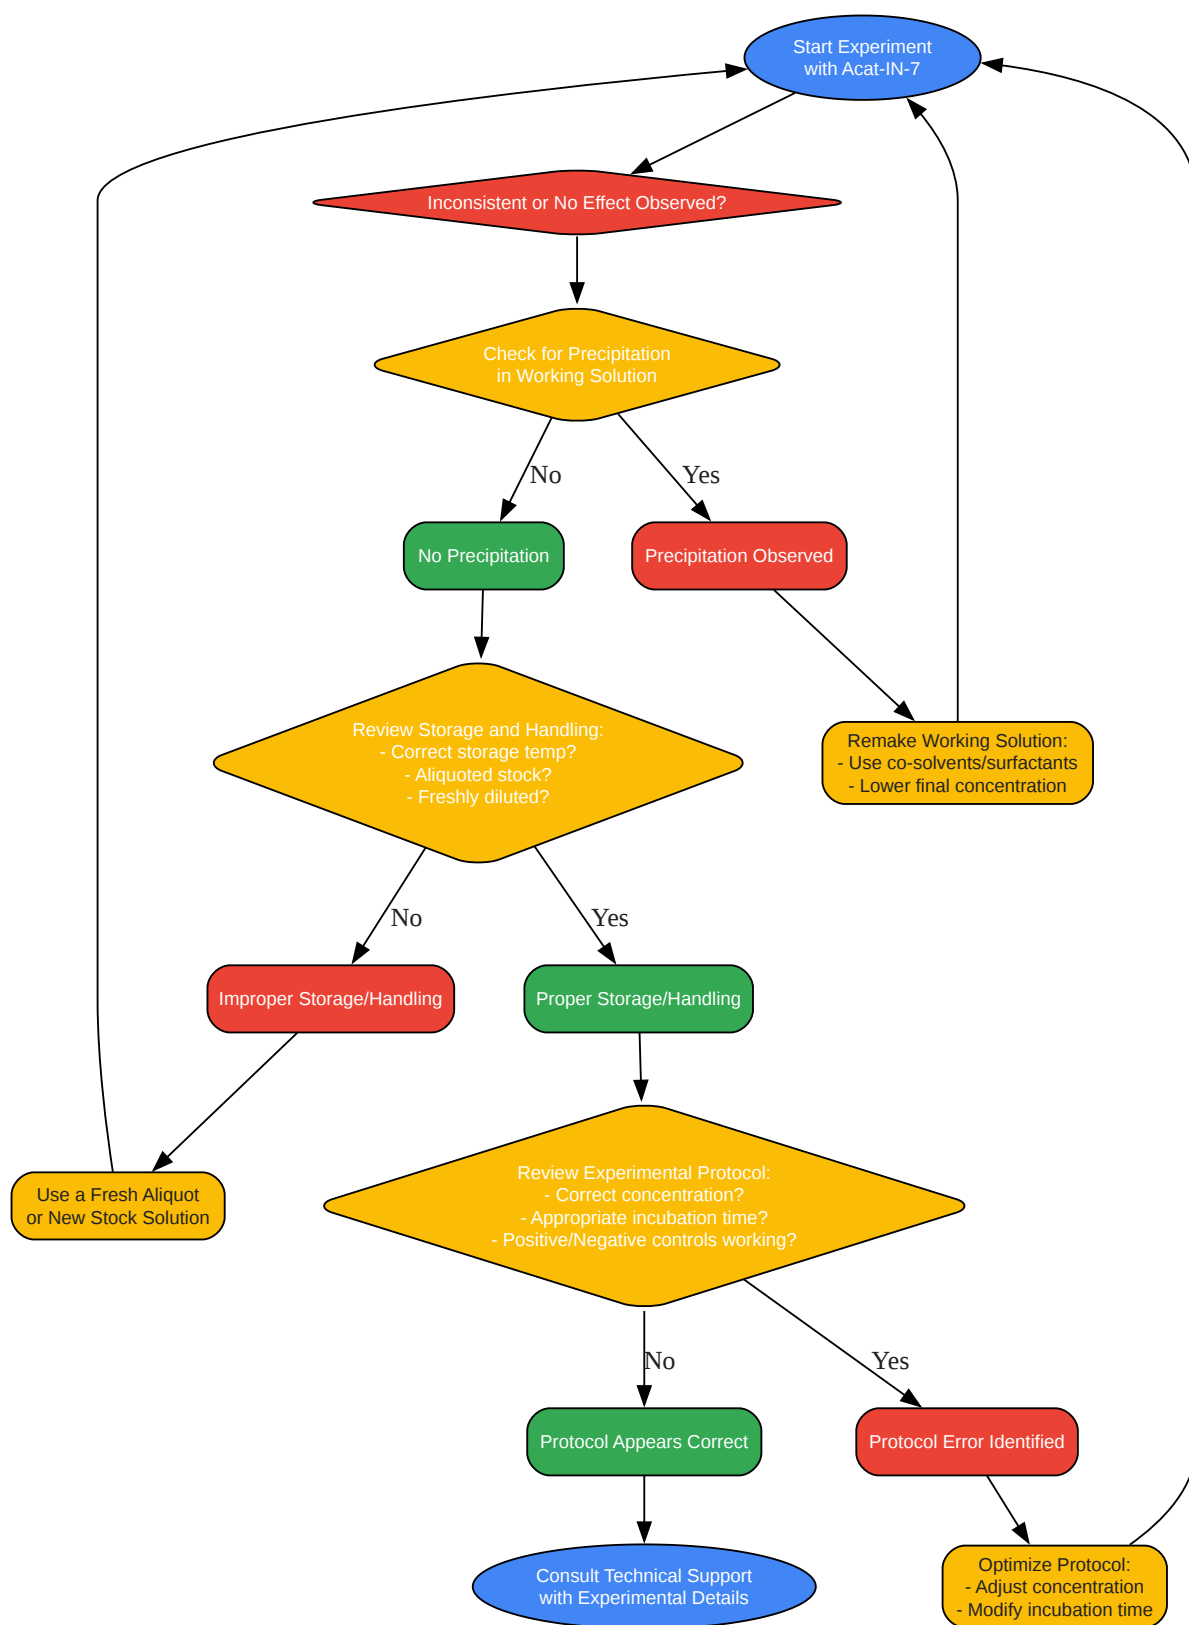 Start Experiment
with Acat-IN-7
Inconsistent or No Effect Observed?
Check for Precipitation
in Working Solution
No
Yes
No Precipitation
Precipitation Observed
Review Storage and Handling:
- Correct storage temp?
- Aliquoted stock?
- Freshly diluted?
Remake Working Solution:
- Use co-solvents/surfactants
- Lower final concentration
No
Yes
Improper Storage/Handling
Proper Storage/Handling
Use a Fresh Aliquot
or New Stock Solution
Review Experimental Protocol:
- Correct concentration?
- Appropriate incubation time?
- Positive/Negative controls working?
No
Yes
Protocol Appears Correct
Protocol Error Identified
Consult Technical Support
with Experimental Details
Optimize Protocol:
- Adjust concentration
- Modify incubation time